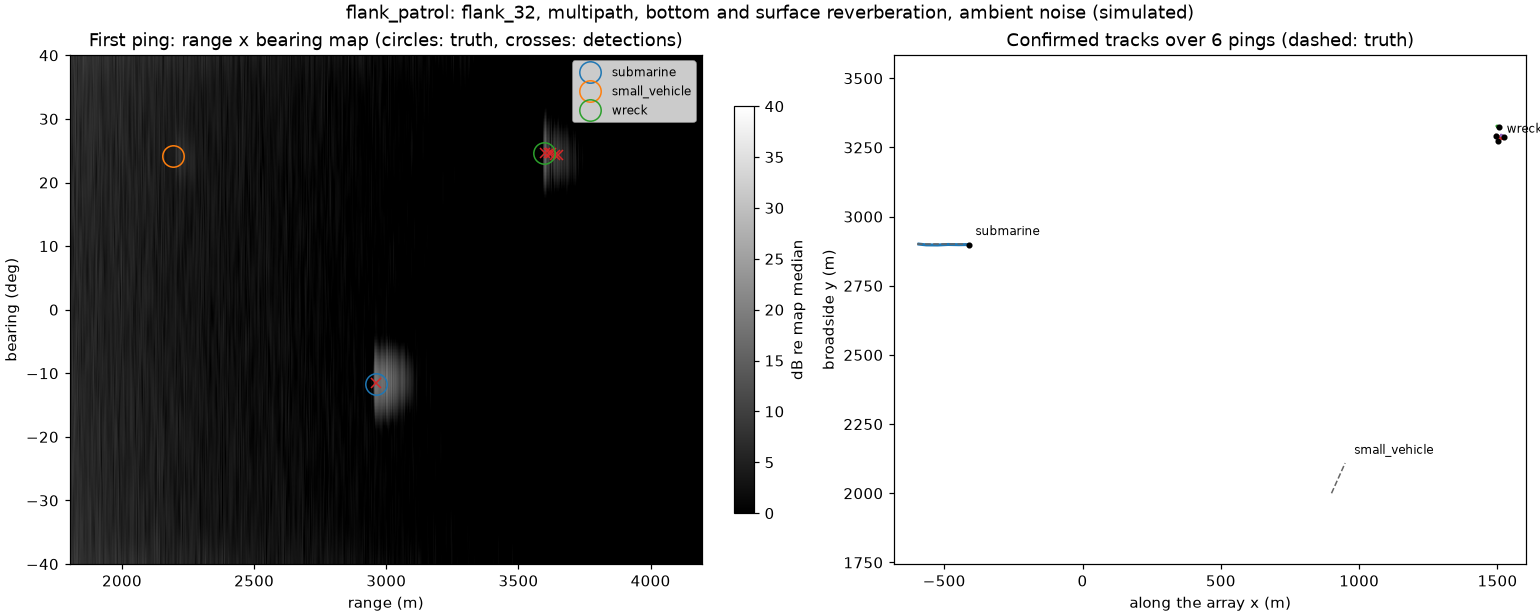 flank_patrol: flank_32, multipath, bottom and surface reverberation, ambient noise (simulated)
First ping: range x bearing map (circles: truth, crosses: detections)
40
30
20
10
0
−10
−20
−30
−40
bearing (deg)
2000
2500
3000
3500
4000
range (m)
submarine
small_vehicle
wreck
40
35
30
25
20
15
10
5
0
dB re map median
Confirmed tracks over 6 pings (dashed: truth)
3500
3250
3000
2750
2500
2250
2000
1750
broadside y (m)
−500
0
500
1000
1500
along the array x (m)
wreck
submarine
small_vehicle